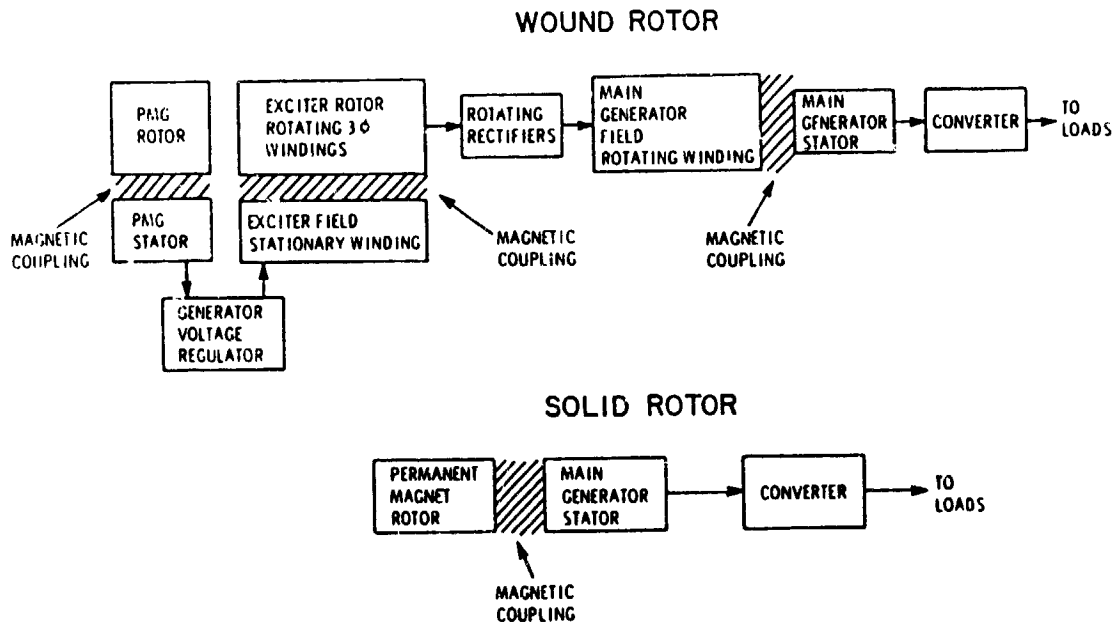 WOUND ROTOR
PMG
ROTOR
EXCITER ROTOR
ROTATING 3ϕ
WINDINGS
ROTATING
RECTIFIERS
MAIN
GENERATOR
FIELD
ROTATING WINDING
MAIN
GENERATOR
STATOR
CONVERTER
TO
LOADS
MAGNETIC
COUPLING
PMG
STATOR
EXCITER FIELD
STATIONARY WINDING
MAGNETIC
COUPLING
MAGNETIC
COUPLING
GENERATOR
VOLTAGE
REGULATOR
SOLID ROTOR
PERMANENT
MAGNET
ROTOR
MAIN
GENERATOR
STATOR
CONVERTER
TO
LOADS
MAGNETIC
COUPLING